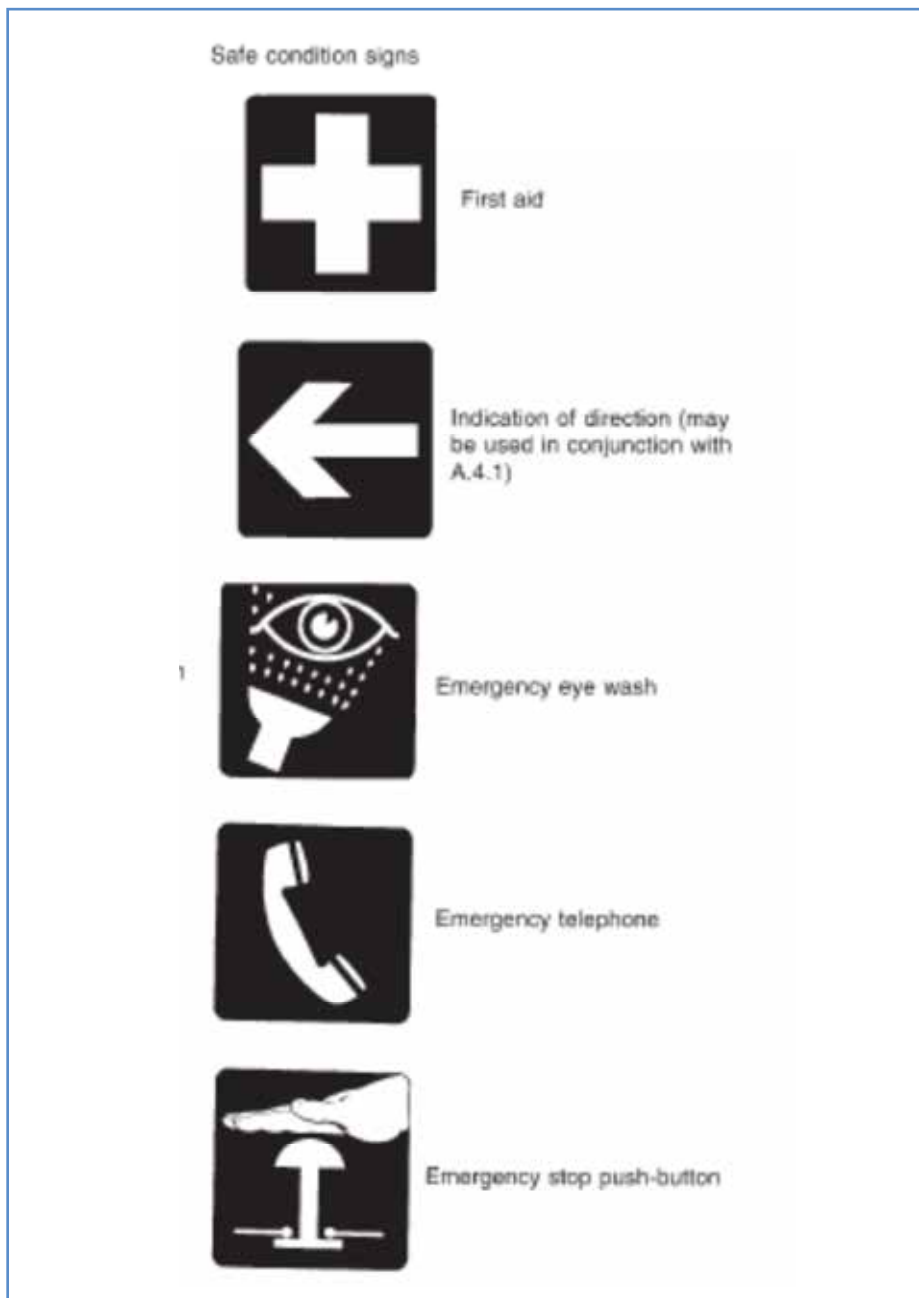 Safe condition signs
First aid
Indication of direction (may
be used in conjunction with
A.4.1)
Emergency eye wash
Emergency telephone
Emergency stop push-button